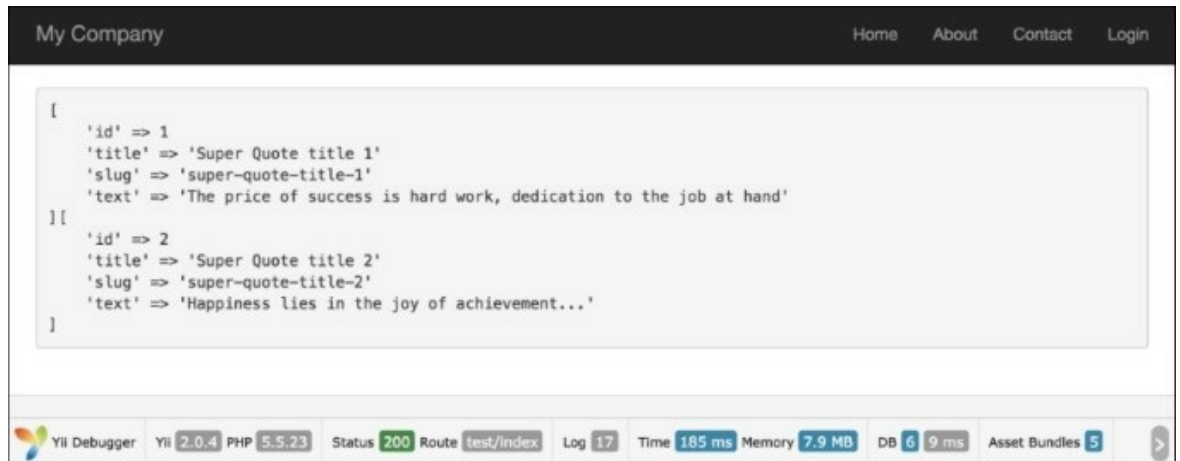 My Company Home About Contact Login
[
'id' => 1
'title' => 'Super Quote title 1'
'slug' => 'super-quote-title-1'
'text' => 'The price of success is hard work, dedication to the job at hand'
][
'id' => 2
'title' => 'Super Quote title 2'
'slug' => 'super-quote-title-2'
'text' => 'Happiness lies in the joy of achievement...'
]
Yii Debugger Yii 2.0.4 PHP 5.5.23 Status 200 Route test/index Log 17 Time 185 ms Memory 7.9 MB DB 6 9 ms Asset Bundles 5 >